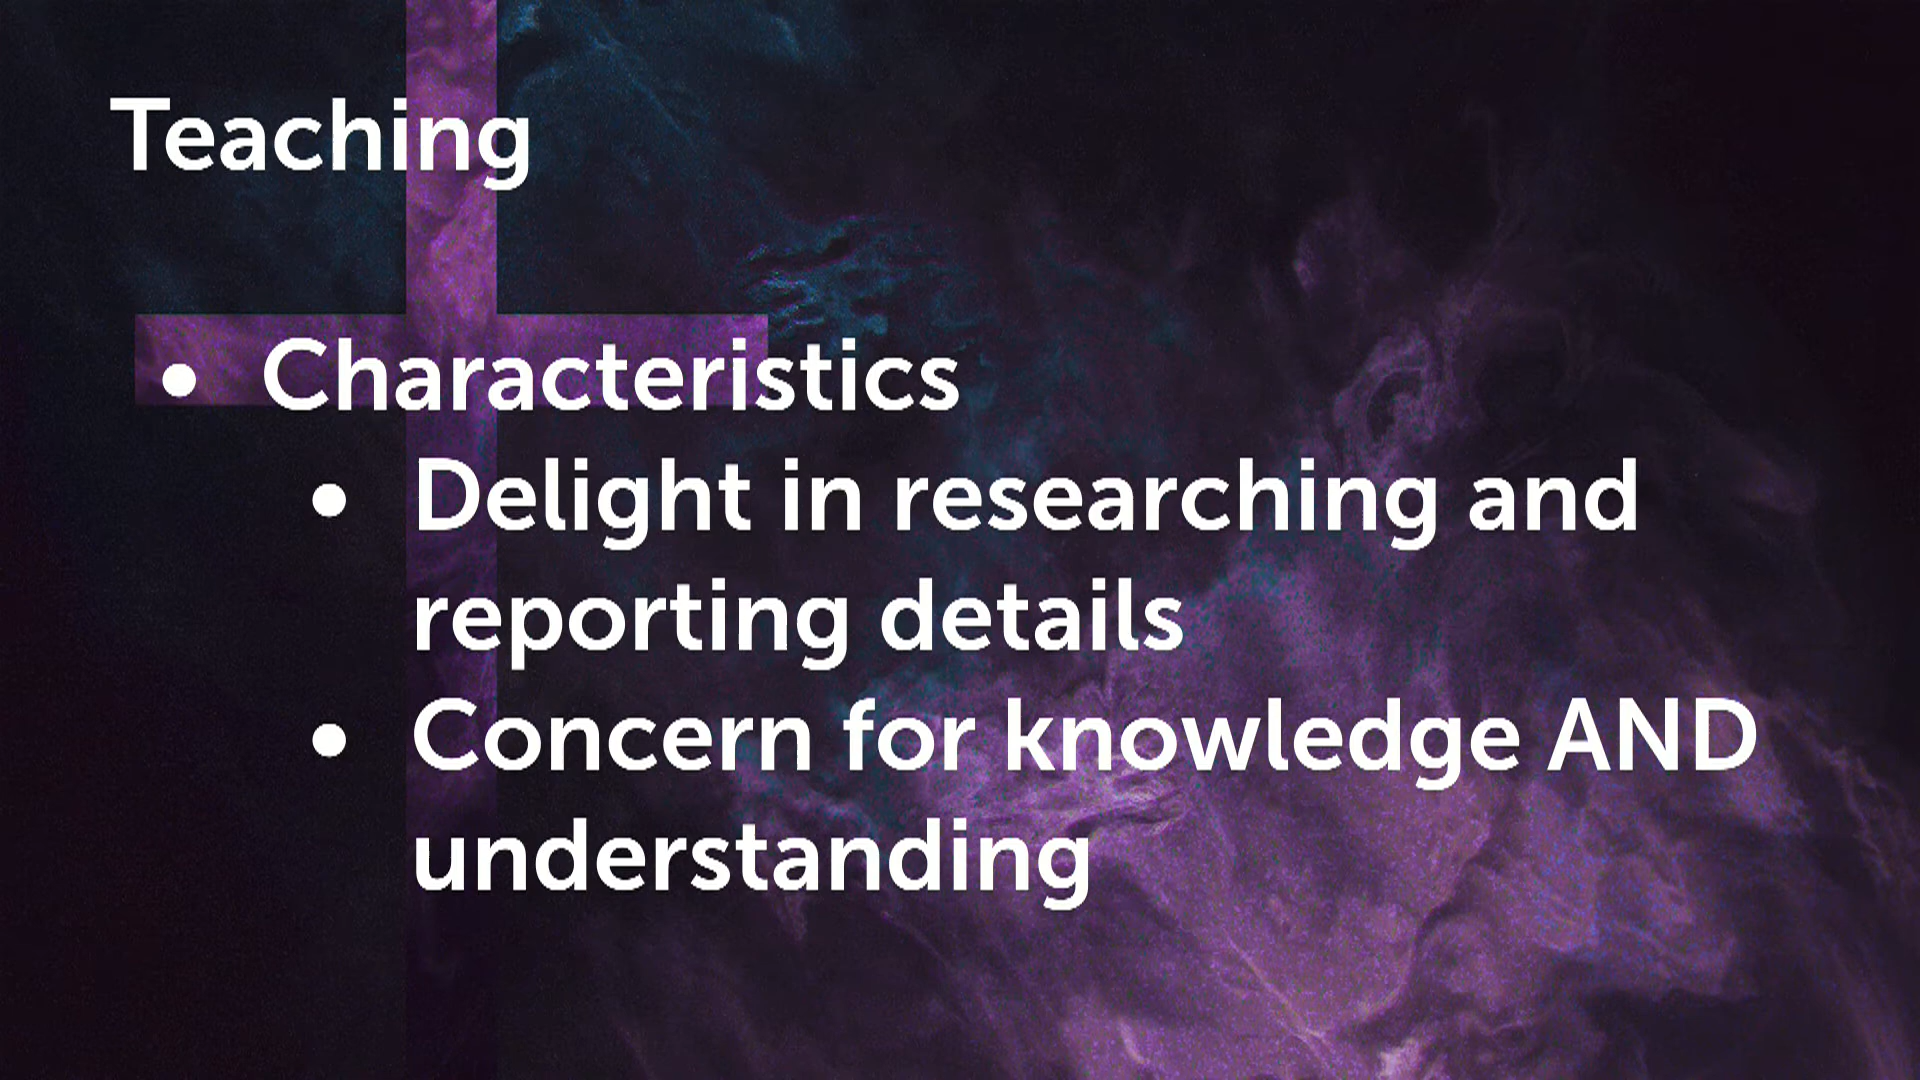 Teaching
• Characteristics
• Delight in researching and
reporting details
• Concern for knowledge AND
understanding